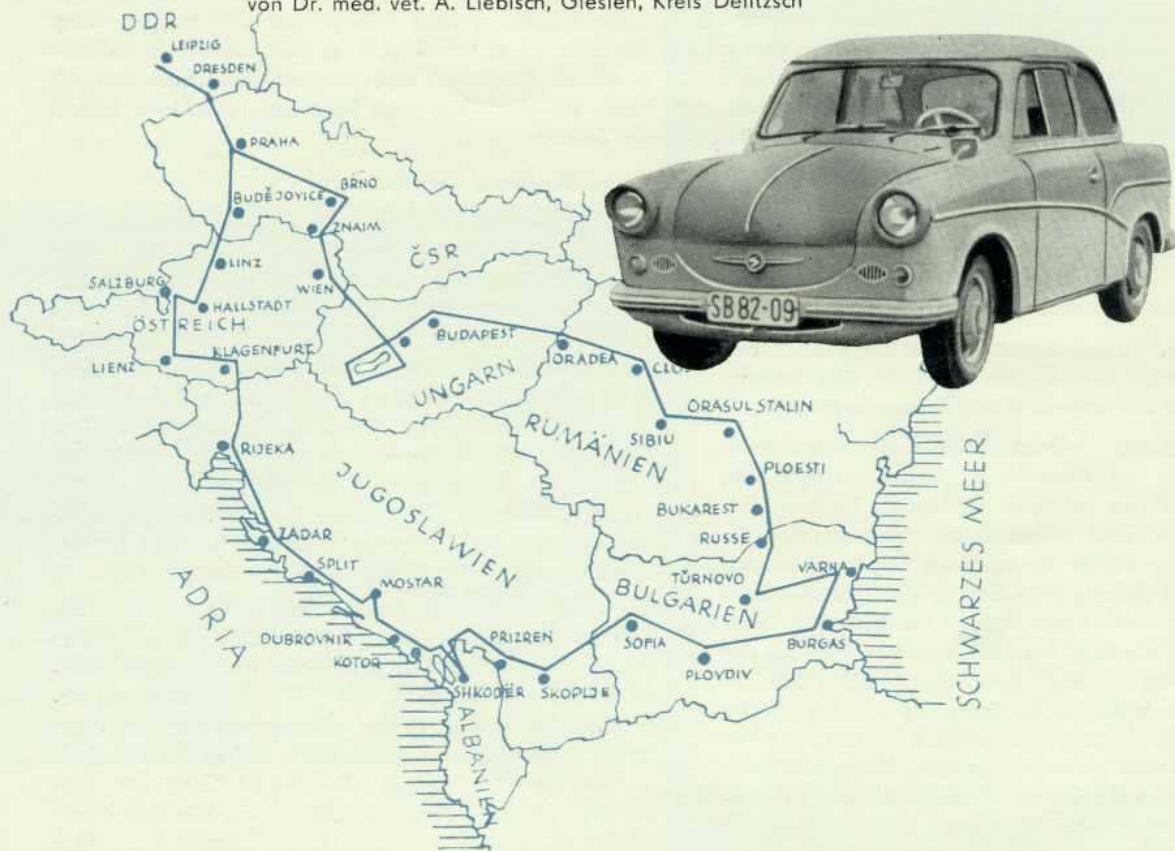 von Dr. med. vet. A. Liebisch, Glesien, Kreis Delitzsch
DDR
LEIPZIG
DRESDEN
PRAHA
BRNO
BUDĚJOVICE
ZNAIM
ČSR
LINZ
SALZBURG
WIEN
HALLSTADT
ÖSTREICH
BUDAPEST
LIENZ
KLAGENFURT
UNGARN
ORADEA
ORASUL STALIN
SIBIU
RUMÄNIEN
RIJEKA
PLOESTI
JUGOSLAWIEN
BUKAREST
RUSSE
ZADAR
SPLIT
MOSTAR
TŬRNOVO
VARNA
BULGARIEN
ADRIA
DUBROVNIK
KOTOR
PRIZREN
SOFIA
BURGAS
PLOVDIV
SHKODËR
SKOPLJE
ALBANIEN
SCHWARZES MEER
SB 82-09